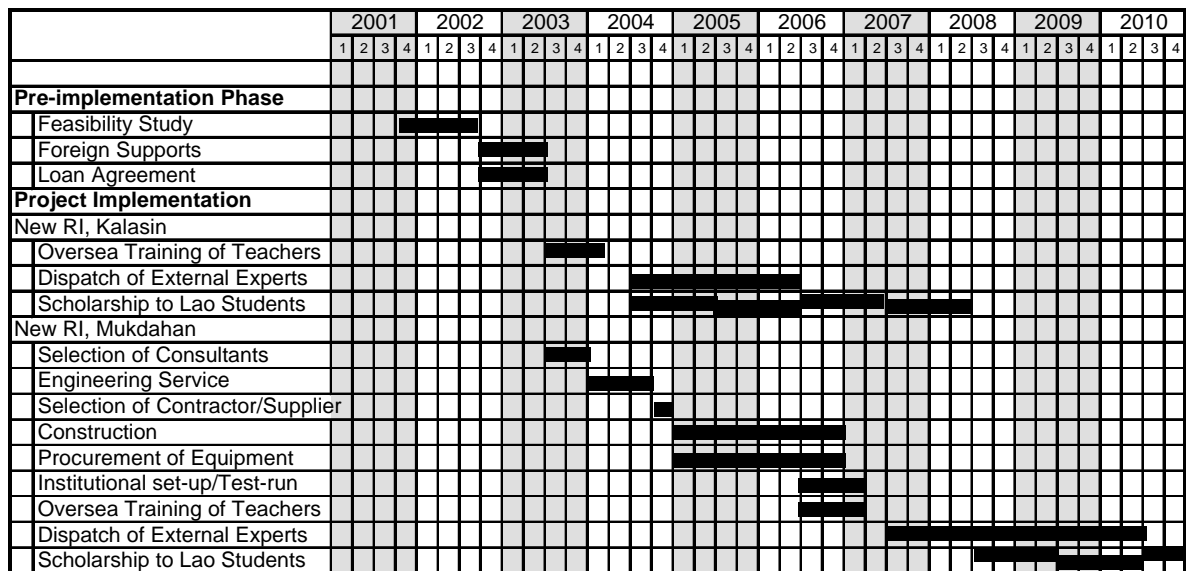 2001 2002 2003 2004 2005 2006 2007 2008 2009 2010
1 2 3 4 1 2 3 4 1 2 3 4 1 2 3 4 1 2 3 4 1 2 3 4 1 2 3 4 1 2 3 4 1 2 3 4 1 2 3 4
Pre-implementation Phase
Feasibility Study
Foreign Supports
Loan Agreement
Project Implementation
New RI, Kalasin
Oversea Training of Teachers
Dispatch of External Experts
Scholarship to Lao Students
New RI, Mukdahan
Selection of Consultants
Engineering Service
Selection of Contractor/Supplier
Construction
Procurement of Equipment
Institutional set-up/Test-run
Oversea Training of Teachers
Dispatch of External Experts
Scholarship to Lao Students